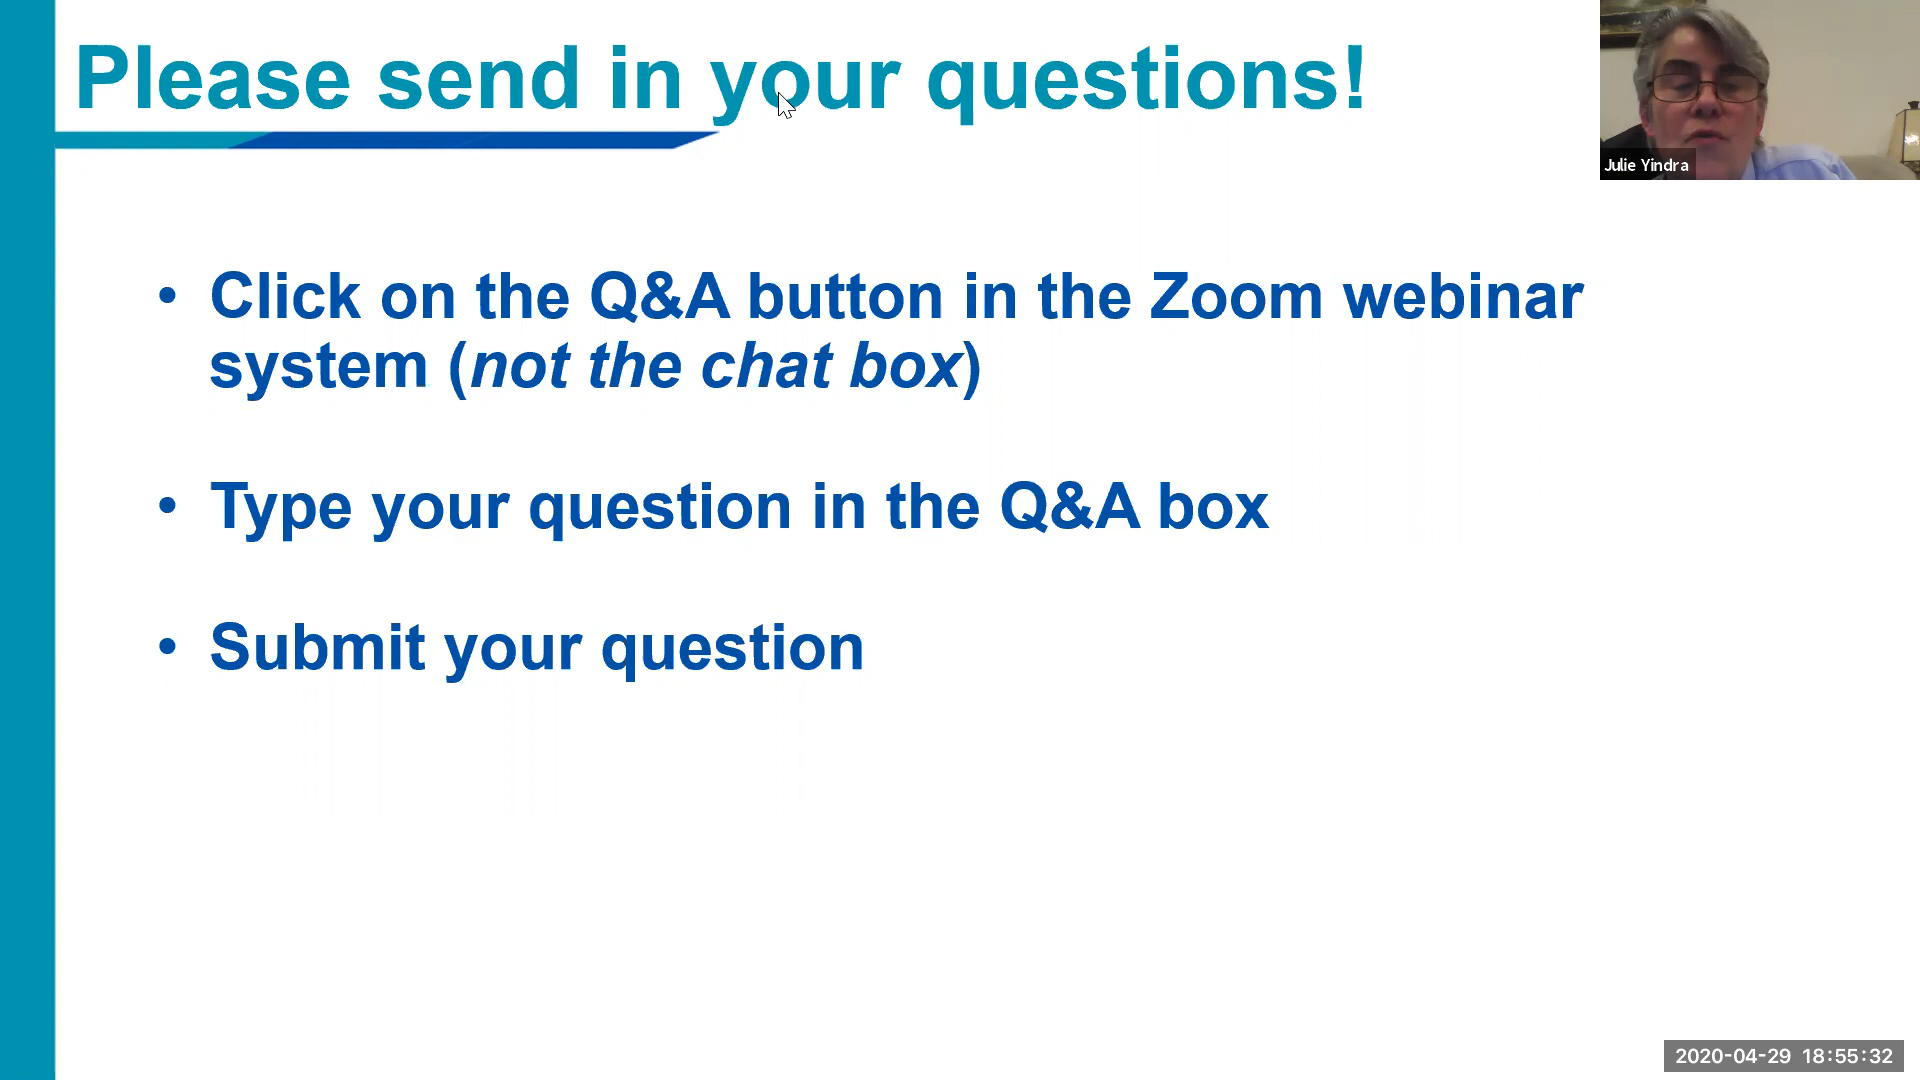 Please send in your questions!
Julie Yindra
• Click on the Q&A button in the Zoom webinar
system (not the chat box)
• Type your question in the Q&A box
• Submit your question
2020-04-29 18:55:32